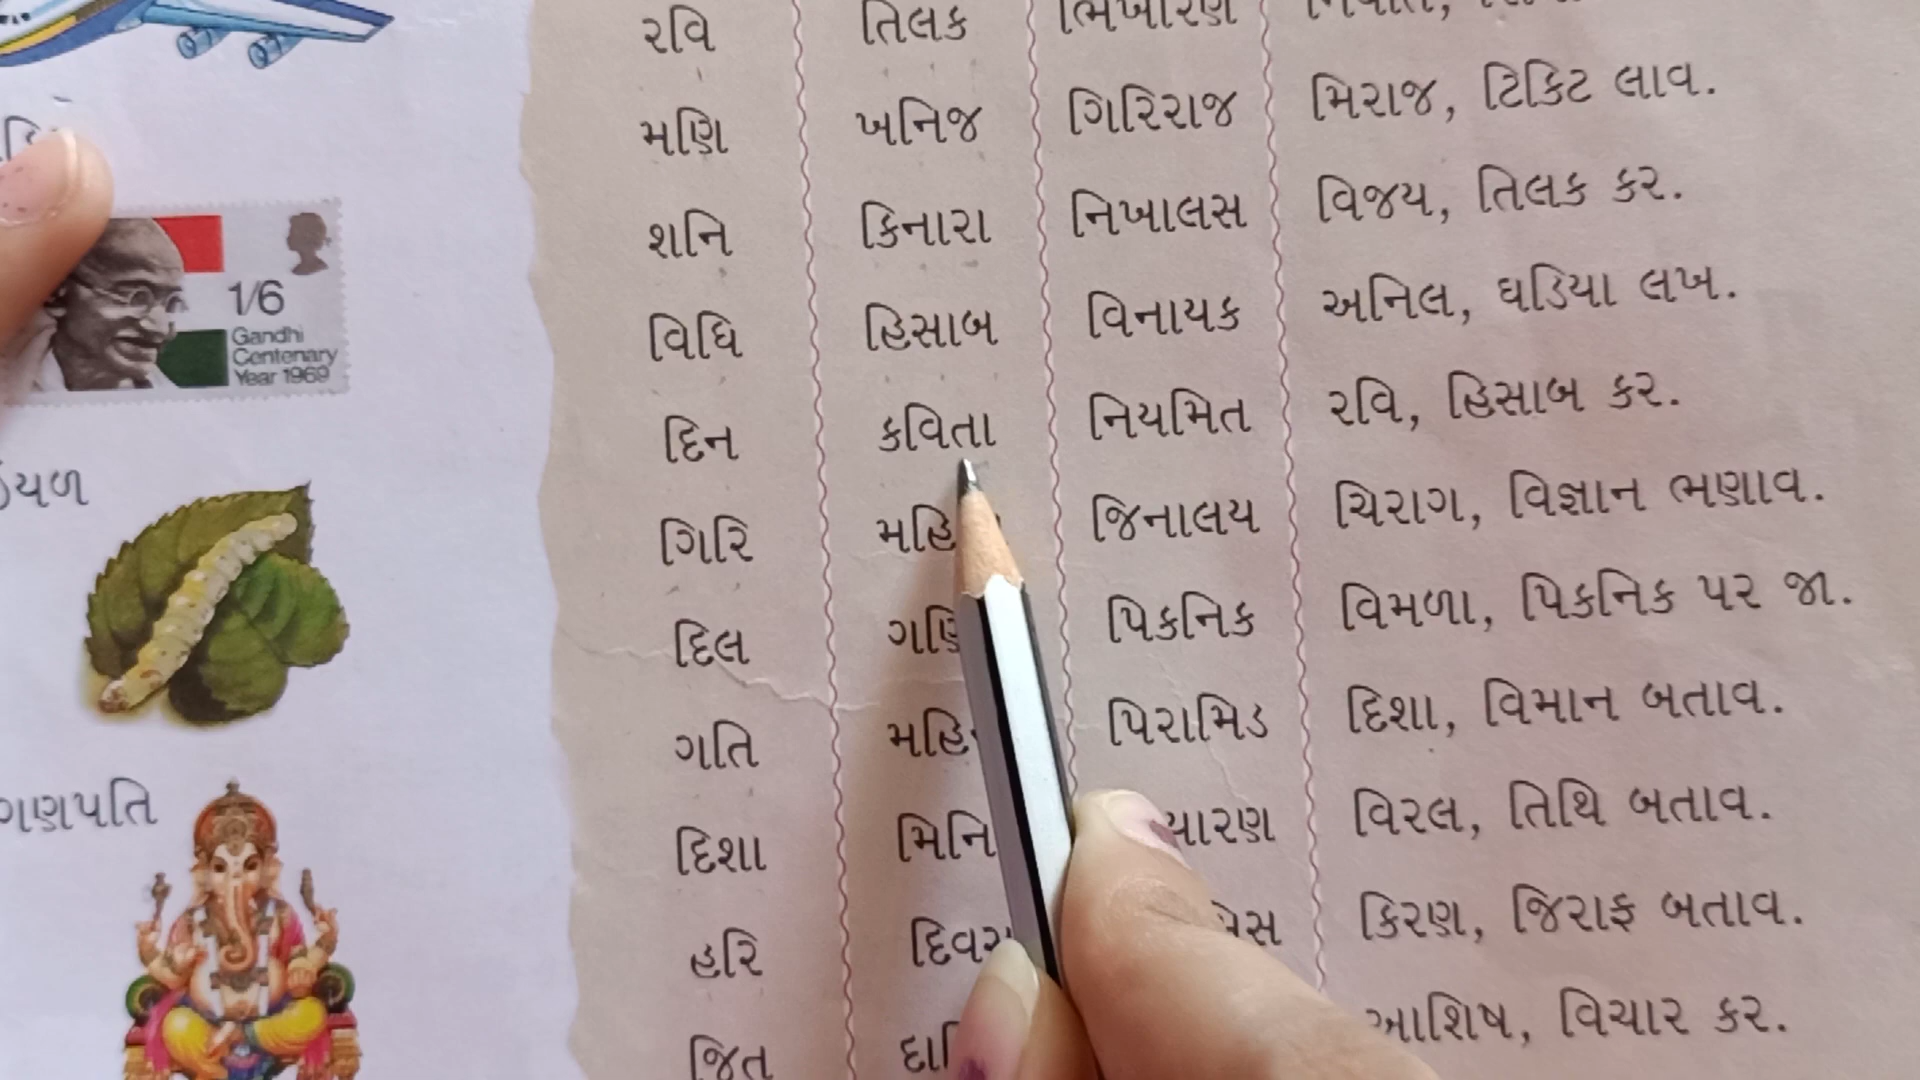 રવિ તિલક ભિખારણ
મણિ ખનિજ ગિરિરાજ મિરાજ, ટિકિટ લાવ.
શનિ કિનારા નિખાલસ વિજય, તિલક કર.
1/6
Gandhi
Centenary
Year 1969
વિધિ હિસાબ વિનાયક અનિલ, ઘડિયા લખ.
દિન કવિતા નિયમિત રવિ, હિસાબ કર.
ગિરિ જિનાલય ચિરાગ, વિજ્ઞાન ભણાવ.
દિલ પિકનિક વિમળા, પિકનિક પર જા.
ગતિ પિરામિડ દિશા, વિમાન બતાવ.
ગણપતિ
દિશા વિરલ, તિથિ બતાવ.
હરિ કિરણ, જિરાફ બતાવ.
જિત આશિષ, વિચાર કર.